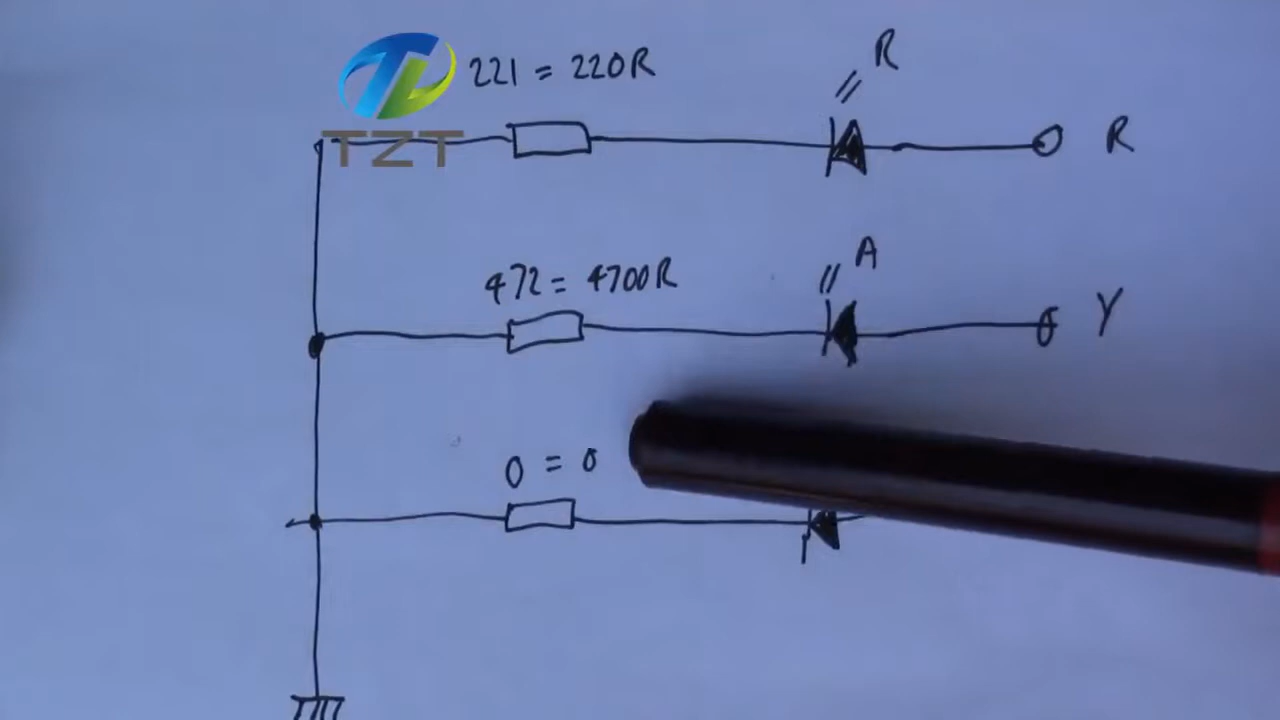 TZT
221 = 220R
R
R
472 = 4700R
A
Y
0 = 0